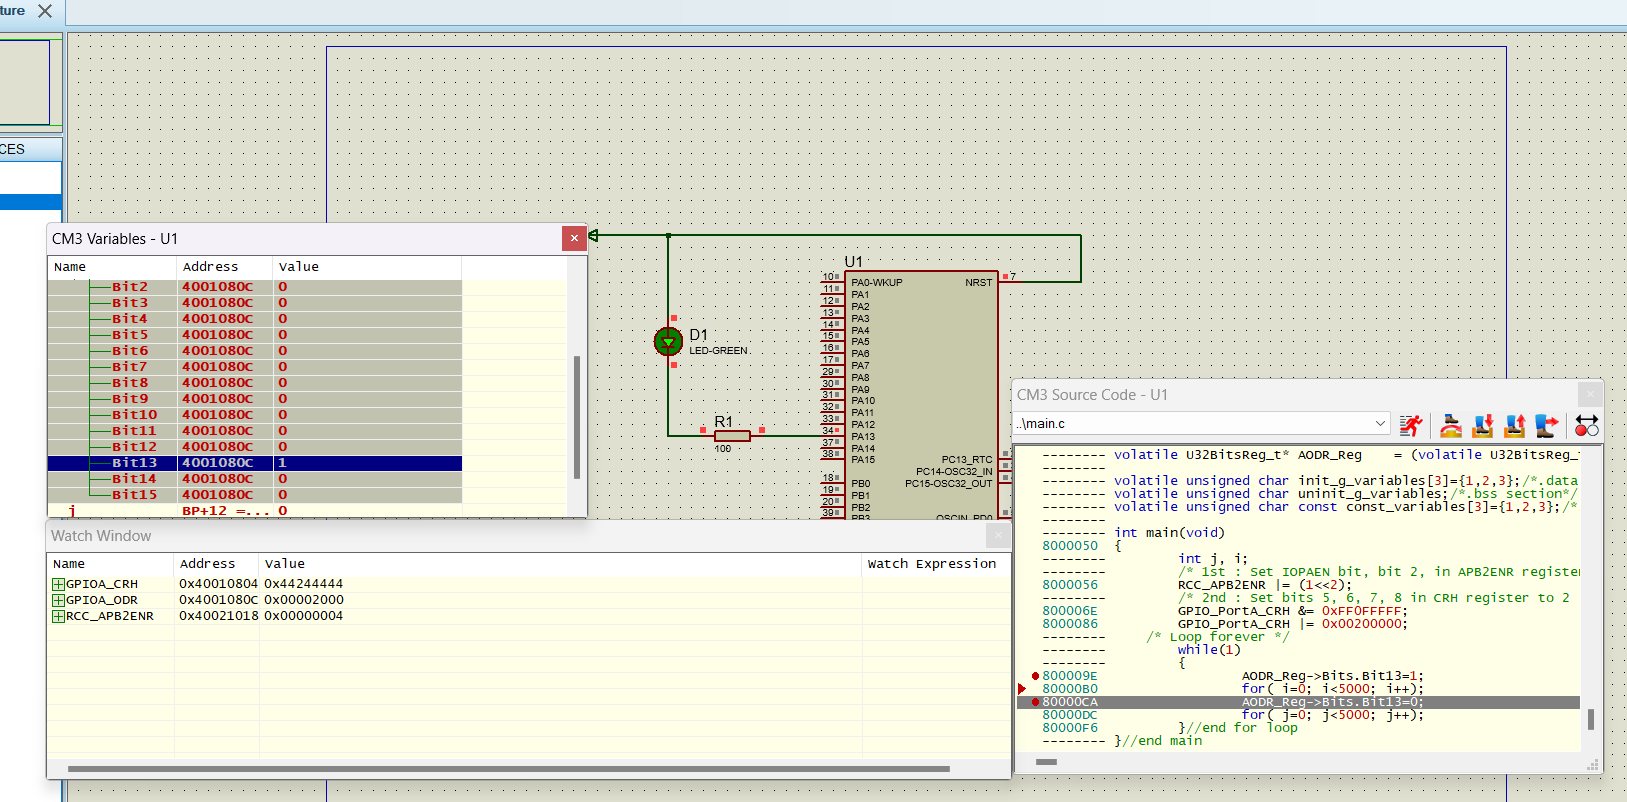 ture
CES
CM3 Variables - U1
Name Address Value
Bit2 4001080C 0
Bit3 4001080C 0
Bit4 4001080C 0
Bit5 4001080C 0
Bit6 4001080C 0
Bit7 4001080C 0
Bit8 4001080C 0
Bit9 4001080C 0
Bit10 4001080C 0
Bit11 4001080C 0
Bit12 4001080C 0
Bit13 4001080C 1
Bit14 4001080C 0
Bit15 4001080C 0
j BP+12 =... 0
D1
LED-GREEN
R1
100
U1
10 PA0-WKUP NRST 7
11 PA1
12 PA2
13 PA3
14 PA4
15 PA5
16 PA6
17 PA7
29 PA8
30 PA9
31 PA10
32 PA11
33 PA12
34 PA13
37 PA14
38 PA15
PC13_RTC
PC14-OSC32_IN
PC15-OSC32_OUT
18 PB0
19 PB1
20 PB2
39 PB3
OSCIN_PD0
Watch Window
Name Address Value Watch Expression
GPIOA_CRH 0x40010804 0x44244444
GPIOA_ODR 0x4001080C 0x00002000
RCC_APB2ENR 0x40021018 0x00000004
CM3 Source Code - U1
..\main.c
-------- volatile U32BitsReg_t* AODR_Reg = (volatile U32BitsReg_
--------
-------- volatile unsigned char init_g_variables[3]={1,2,3};/*.data
-------- volatile unsigned char uninit_g_variables;/*.bss section*/
-------- volatile unsigned char const const_variables[3]={1,2,3};/*
--------
-------- int main(void)
8000050 {
-------- int j, i;
-------- /* 1st : Set IOPAEN bit, bit 2, in APB2ENR register
8000056 RCC_APB2ENR |= (1<<2);
-------- /* 2nd : Set bits 5, 6, 7, 8 in CRH register to 2
800006E GPIO_PortA_CRH &= 0xFF0FFFFF;
8000086 GPIO_PortA_CRH |= 0x00200000;
-------- /* Loop forever */
-------- while(1)
-------- {
800009E AODR_Reg->Bits.Bit13=1;
80000B0 for( i=0; i<5000; i++);
80000CA AODR_Reg->Bits.Bit13=0;
80000DC for( j=0; j<5000; j++);
80000F6 }//end for loop
-------- }//end main